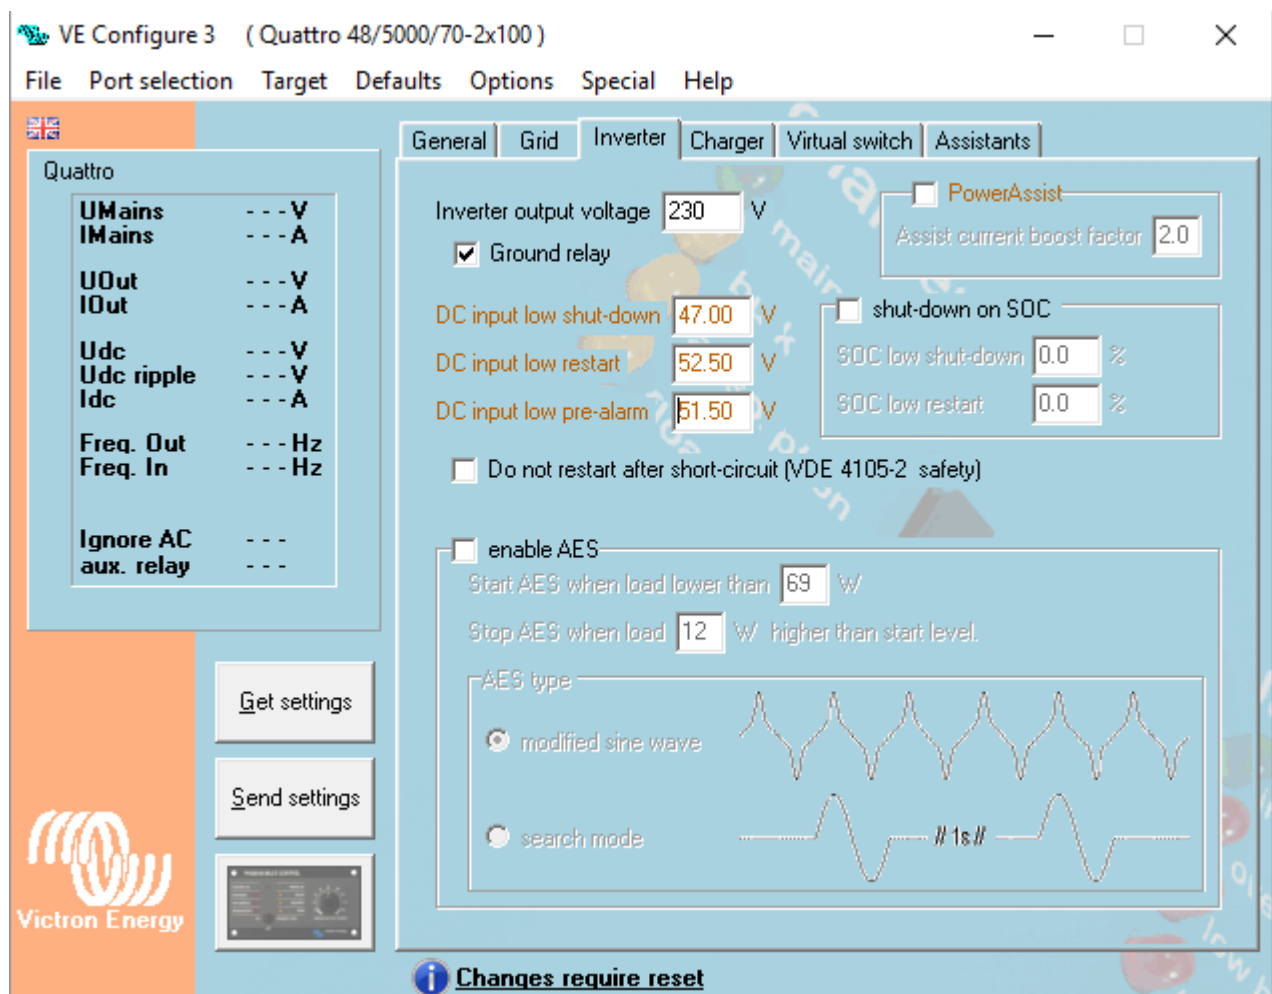 VE Configure 3 ( Quattro 48/5000/70-2x100 )
File Port selection Target Defaults Options Special Help
General Grid Inverter Charger Virtual switch Assistants
Quattro
UMains - - - V
IMains - - - A
UOut - - - V
IOut - - - A
Udc - - - V
Udc ripple - - - V
Idc - - - A
Freq. Out - - - Hz
Freq. In - - - Hz
Ignore AC - - -
aux. relay - - -
Get settings
Send settings
Victron Energy
Inverter output voltage 230 V
Ground relay
PowerAssist
Assist current boost factor 2.0
DC input low shut-down 47.00 V
DC input low restart 52.50 V
DC input low pre-alarm 51.50 V
shut-down on SOC
SOC low shut-down 0.0 %
SOC low restart 0.0 %
Do not restart after short-circuit (VDE 4105-2 safety)
enable AES
Start AES when load lower than 69 W
Stop AES when load 12 W higher than start level.
AES type
modified sine wave
search mode
// 1s //
Changes require reset